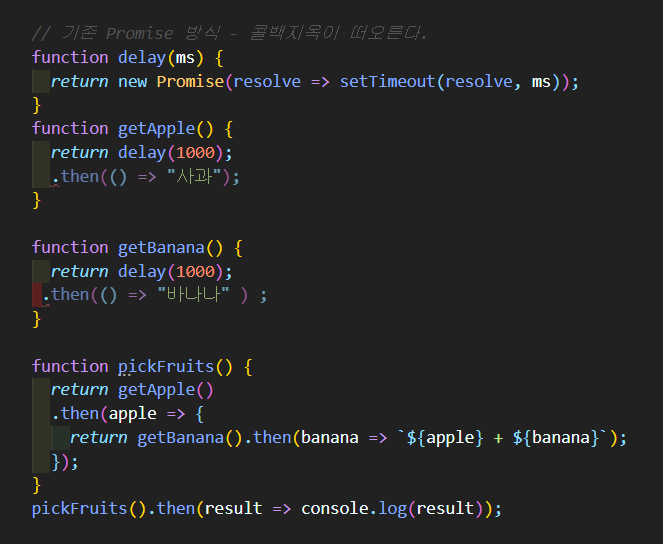 // 기존 Promise 방식 - 콜백지옥이 떠오른다.
function delay(ms) {
  return new Promise(resolve => setTimeout(resolve, ms));
}
function getApple() {
  return delay(1000);
  .then(() => "사과");
}

function getBanana() {
  return delay(1000);
 .then(() => "바나나" ) ;
}

function pickFruits() {
  return getApple()
  .then(apple => {
    return getBanana().then(banana => `${apple} + ${banana}`);
  });
}
pickFruits().then(result => console.log(result));